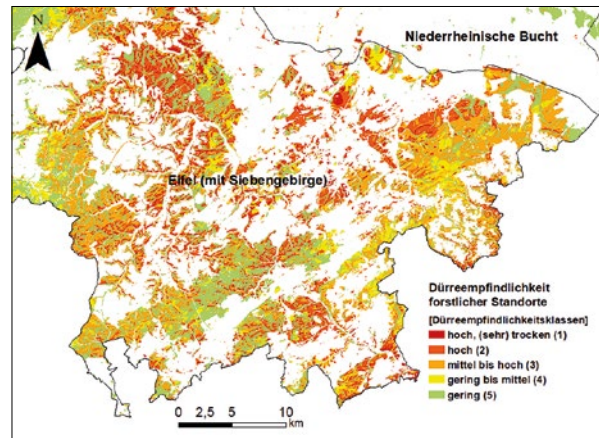 N
Niederrheinische Bucht
Eifel (mit Siebengebirge)
Dürreempfindlichkeit
forstlicher Standorte
[Dürreempfindlichkeitsklassen]
hoch, (sehr) trocken (1)
hoch (2)
mittel bis hoch (3)
gering bis mittel (4)
gering (5)
0 2,5 5 10
km